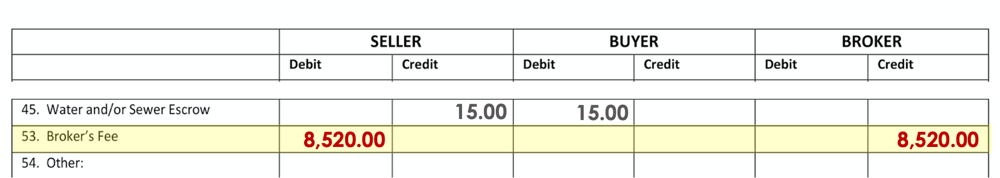 SELLER BUYER BROKER
Debit Credit Debit Credit Debit Credit
45. Water and/or Sewer Escrow 15.00 15.00
53. Broker’s Fee 8,520.00 8,520.00
54. Other: